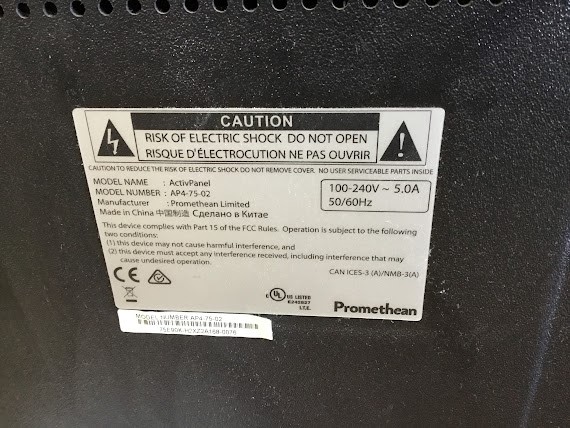 CAUTION
RISK OF ELECTRIC SHOCK DO NOT OPEN
RISQUE D'ÉLECTROCUTION NE PAS OUVRIR
CAUTION TO REDUCE THE RISK OF ELECTRIC SHOCK DO NOT REMOVE COVER. NO USER SERVICEABLE PARTS INSIDE
MODEL NAME : ActivPanel
MODEL NUMBER : AP4-75-02
Manufacturer : Promethean Limited
Made in China 中国制造 Сделано в Китае
100-240V ~ 5.0A
50/60Hz
This device complies with Part 15 of the FCC Rules. Operation is subject to the following
two conditions:
(1) this device may not cause harmful interference, and
(2) this device must accept any interference received, including interference that may
cause undesired operation.
CAN ICES-3 (A)/NMB-3(A)
CE
c UL US LISTED
E242627
I.T.E.
Promethean
MODEL NUMBER AP4-75-02